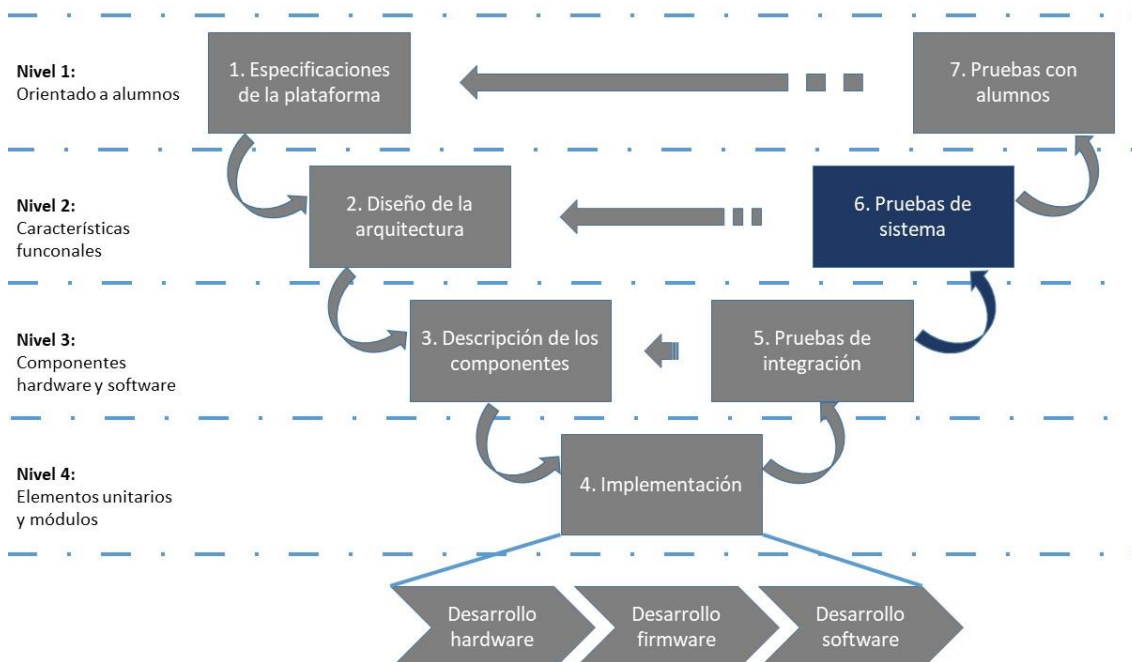 Nivel 1:
Orientado a alumnos
1. Especificaciones
de la plataforma
7. Pruebas con
alumnos
Nivel 2:
Características
funconales
2. Diseño de la
arquitectura
6. Pruebas de
sistema
Nivel 3:
Componentes
hardware y software
3. Descripción de los
componentes
5. Pruebas de
integración
Nivel 4:
Elementos unitarios
y módulos
4. Implementación
Desarrollo
hardware
Desarrollo
firmware
Desarrollo
software